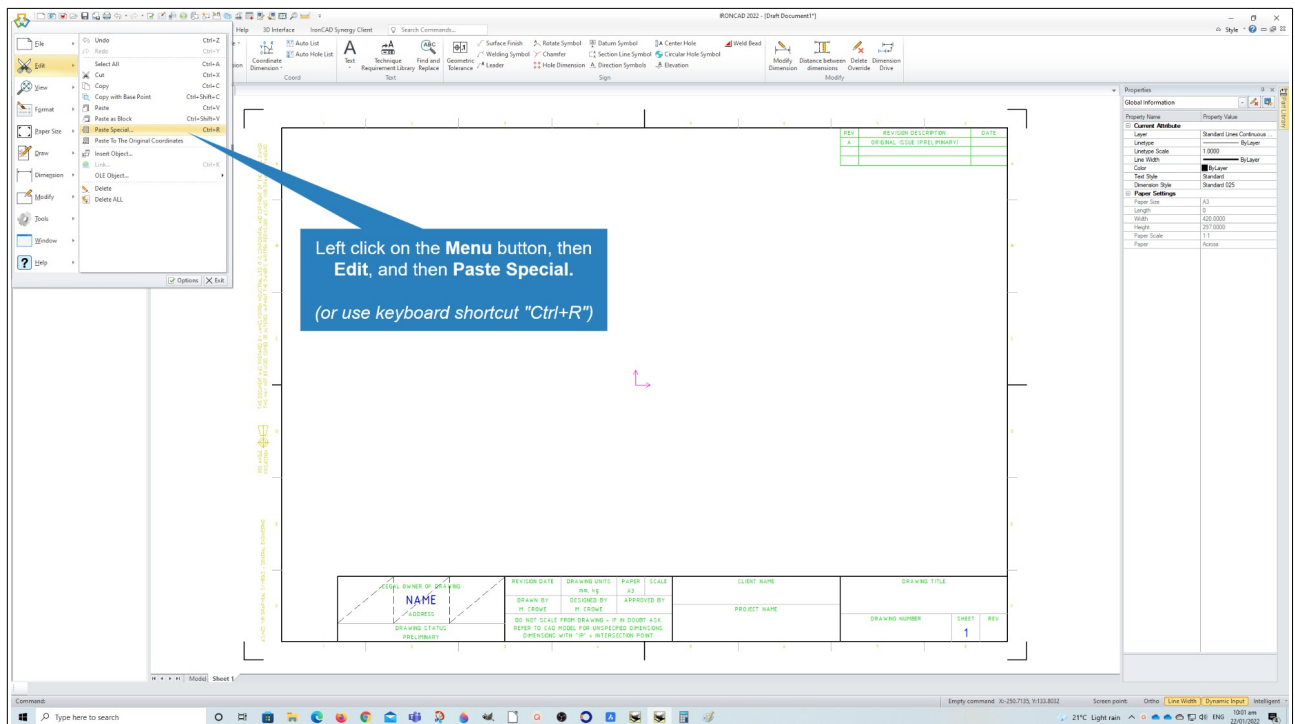 IRONCAD 2022 - [Draft Document1*]
Help 3D Interface IronCAD Synergy Client Search Commands... Style
File
Edit
View
Format
Paper Size
Draw
Dimension
Modify
Tools
Window
Help
Undo Ctrl+Z
Redo Ctrl+Y
Select All Ctrl+A
Cut Ctrl+X
Copy Ctrl+C
Copy with Base Point Ctrl+Shift+C
Paste Ctrl+V
Paste as Block Ctrl+Shift+V
Paste Special... Ctrl+R
Paste To The Original Coordinates
Insert Object...
Link... Ctrl+K
OLE Object...
Delete
Delete ALL
Options Exit
Coordinate
Dimension
Auto List
Auto Hole List
Coord
Text
Technique
Requirement Library
Find and
Replace
Text
Geometric
Tolerance
Surface Finish
Welding Symbol
Leader
Rotate Symbol
Chamfer
Hole Dimension
Datum Symbol
Section Line Symbol
Direction Symbols
Center Hole
Circular Hole Symbol
Elevation
Weld Bead
Sign
Modify
Dimension
Distance between
dimensions
Delete
Override
Dimension
Drive
Modify
Left click on the Menu button, then
Edit, and then Paste Special.
(or use keyboard shortcut "Ctrl+R")
REV REVISION DESCRIPTION DATE
A ORIGINAL ISSUE (PRELIMINARY)
LEGAL OWNER OF DRAWING
NAME
ADDRESS
DRAWING STATUS
PRELIMINARY
REVISION DATE DRAWING UNITS PAPER SCALE
mm, kg A3
DRAWN BY DESIGNED BY APPROVED BY
M. CROWE M. CROWE
DO NOT SCALE FROM DRAWING - IF IN DOUBT ASK.
REFER TO CAD MODEL FOR UNSPECIFIED DIMENSIONS.
DIMENSIONS WITH "IP" = INTERSECTION POINT.
CLIENT NAME
PROJECT NAME
DRAWING TITLE
DRAWING NUMBER SHEET REV
1
Properties
Global Information
Property Name Property Value
Current Attribute
Layer Standard Lines Continuous ...
Linetype ByLayer
Linetype Scale 1.0000
Line Width ByLayer
Color ByLayer
Text Style Standard
Dimension Style Standard 025
Paper Settings
Paper Size A3
Length 0
Width 420.0000
Height 297.0000
Paper Scale 1:1
Paper Across
Part Library
Model Sheet 1
Command:
Empty command X:-250.7135, Y:133.8032 Screen point: Ortho Line Width Dynamic Input Intelligent
Type here to search
21°C Light rain ENG
10:01 am
22/01/2022